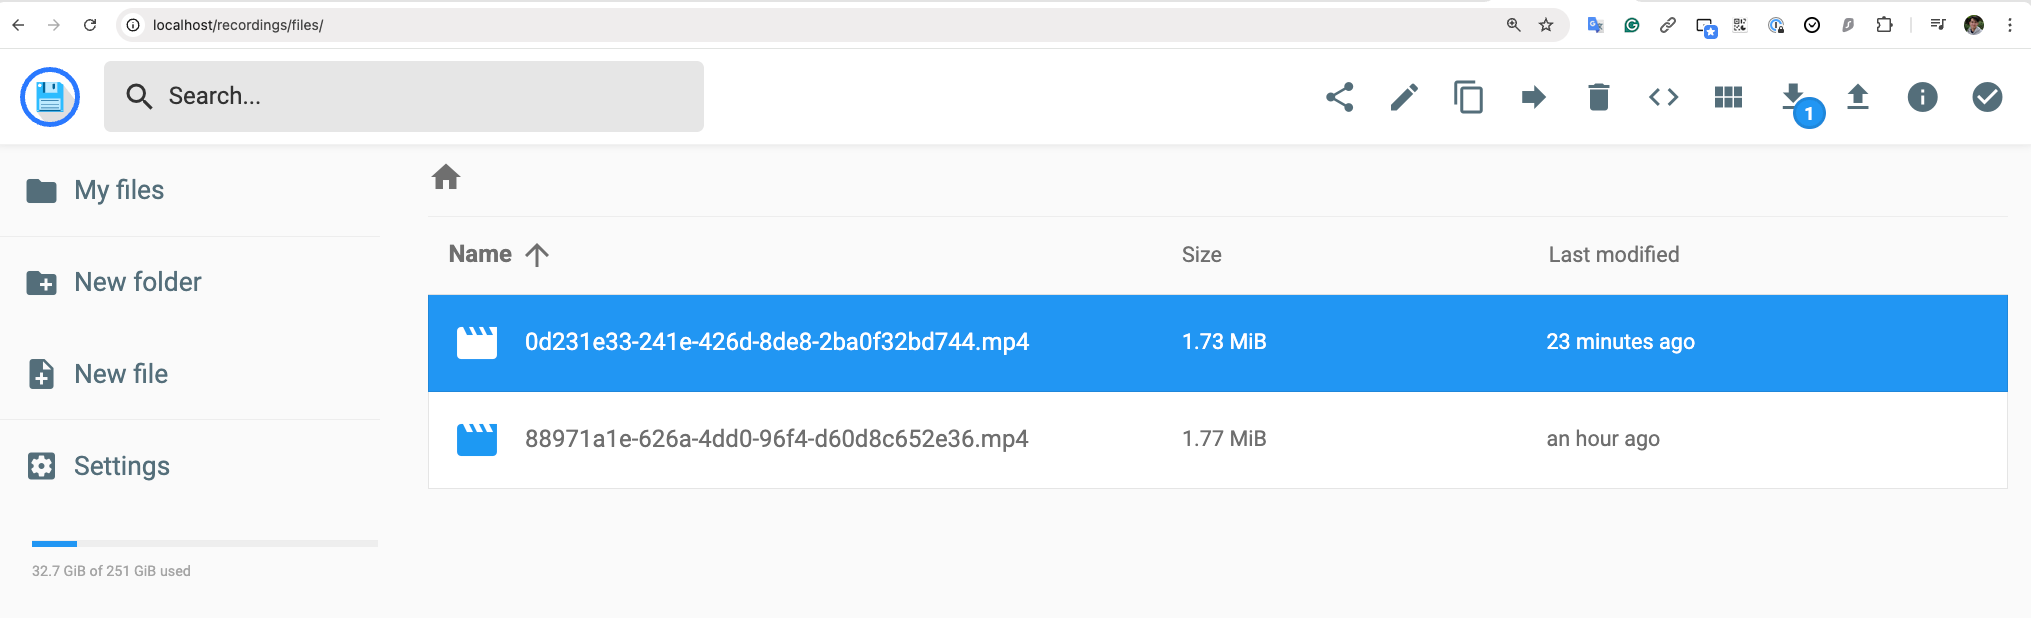 localhost/recordings/files/
Search...
1
My files
New folder
New file
Settings
32.7 GiB of 251 GiB used
Name Size Last modified
0d231e33-241e-426d-8de8-2ba0f32bd744.mp4 1.73 MiB 23 minutes ago
88971a1e-626a-4dd0-96f4-d60d8c652e36.mp4 1.77 MiB an hour ago